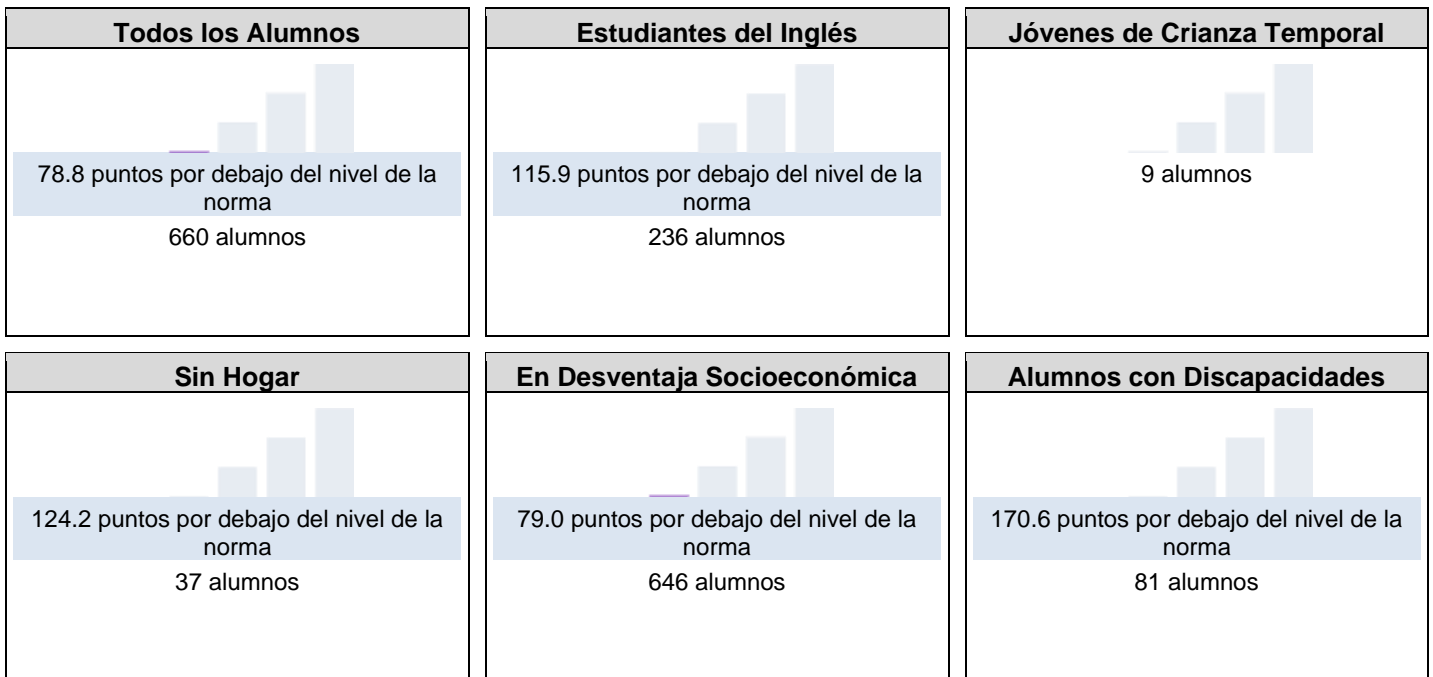 Todos los Alumnos
78.8 puntos por debajo del nivel de la
norma
660 alumnos
Estudiantes del Inglés
115.9 puntos por debajo del nivel de la
norma
236 alumnos
Jóvenes de Crianza Temporal
9 alumnos
Sin Hogar
124.2 puntos por debajo del nivel de la
norma
37 alumnos
En Desventaja Socioeconómica
79.0 puntos por debajo del nivel de la
norma
646 alumnos
Alumnos con Discapacidades
170.6 puntos por debajo del nivel de la
norma
81 alumnos